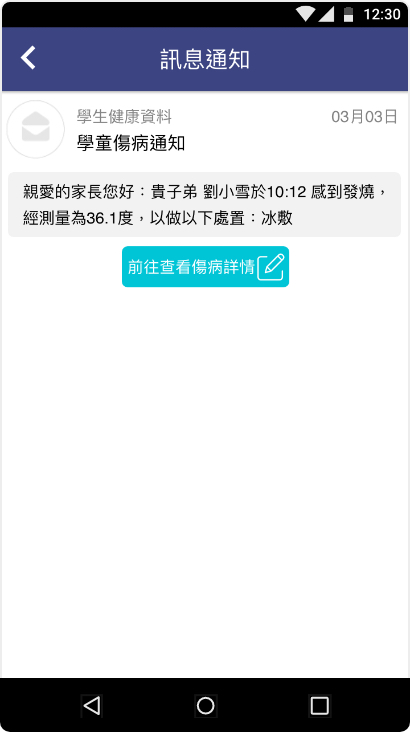 12:30
訊息通知
學生健康資料 03月03日
學童傷病通知
親愛的家長您好：貴子弟 劉小雪於10:12 感到發燒，
經測量為36.1度，以做以下處置：冰敷
前往查看傷病詳情